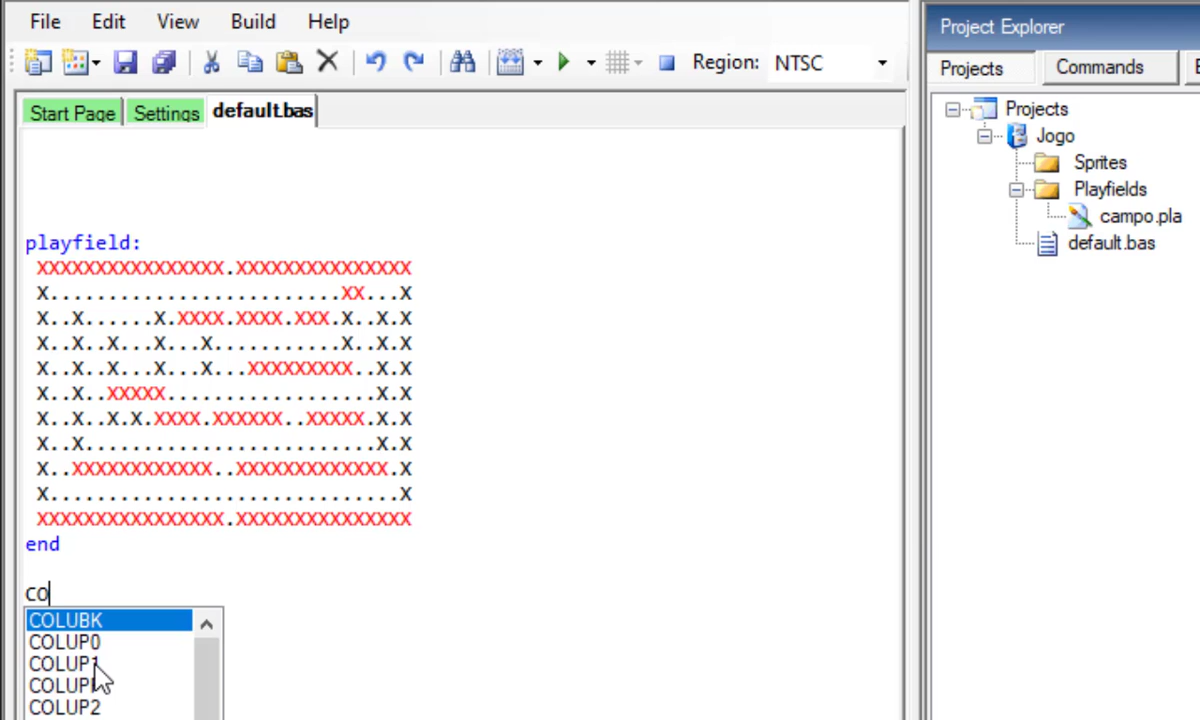 File Edit View Build Help
Region: NTSC
Start Page Settings default.bas
playfield:
XXXXXXXXXXXXXXXX.XXXXXXXXXXXXXXX
X.........................XX...X
X..X......X.XXXX.XXXX.XXX.X..X.X
X..X..X...X...X...........X..X.X
X..X..X...X...X...XXXXXXXXX..X.X
X..X..XXXXX..................X.X
X..X..X.X.XXXX.XXXXXX..XXXXX.X.X
X..X.........................X.X
X..XXXXXXXXXXXX..XXXXXXXXXXXXX.X
X..............................X
XXXXXXXXXXXXXXXX.XXXXXXXXXXXXXXX
end
CO
COLUBK
COLUP0
COLUP1
COLUP2
Project Explorer
Projects Commands
Projects
Jogo
Sprites
Playfields
campo.pla
default.bas